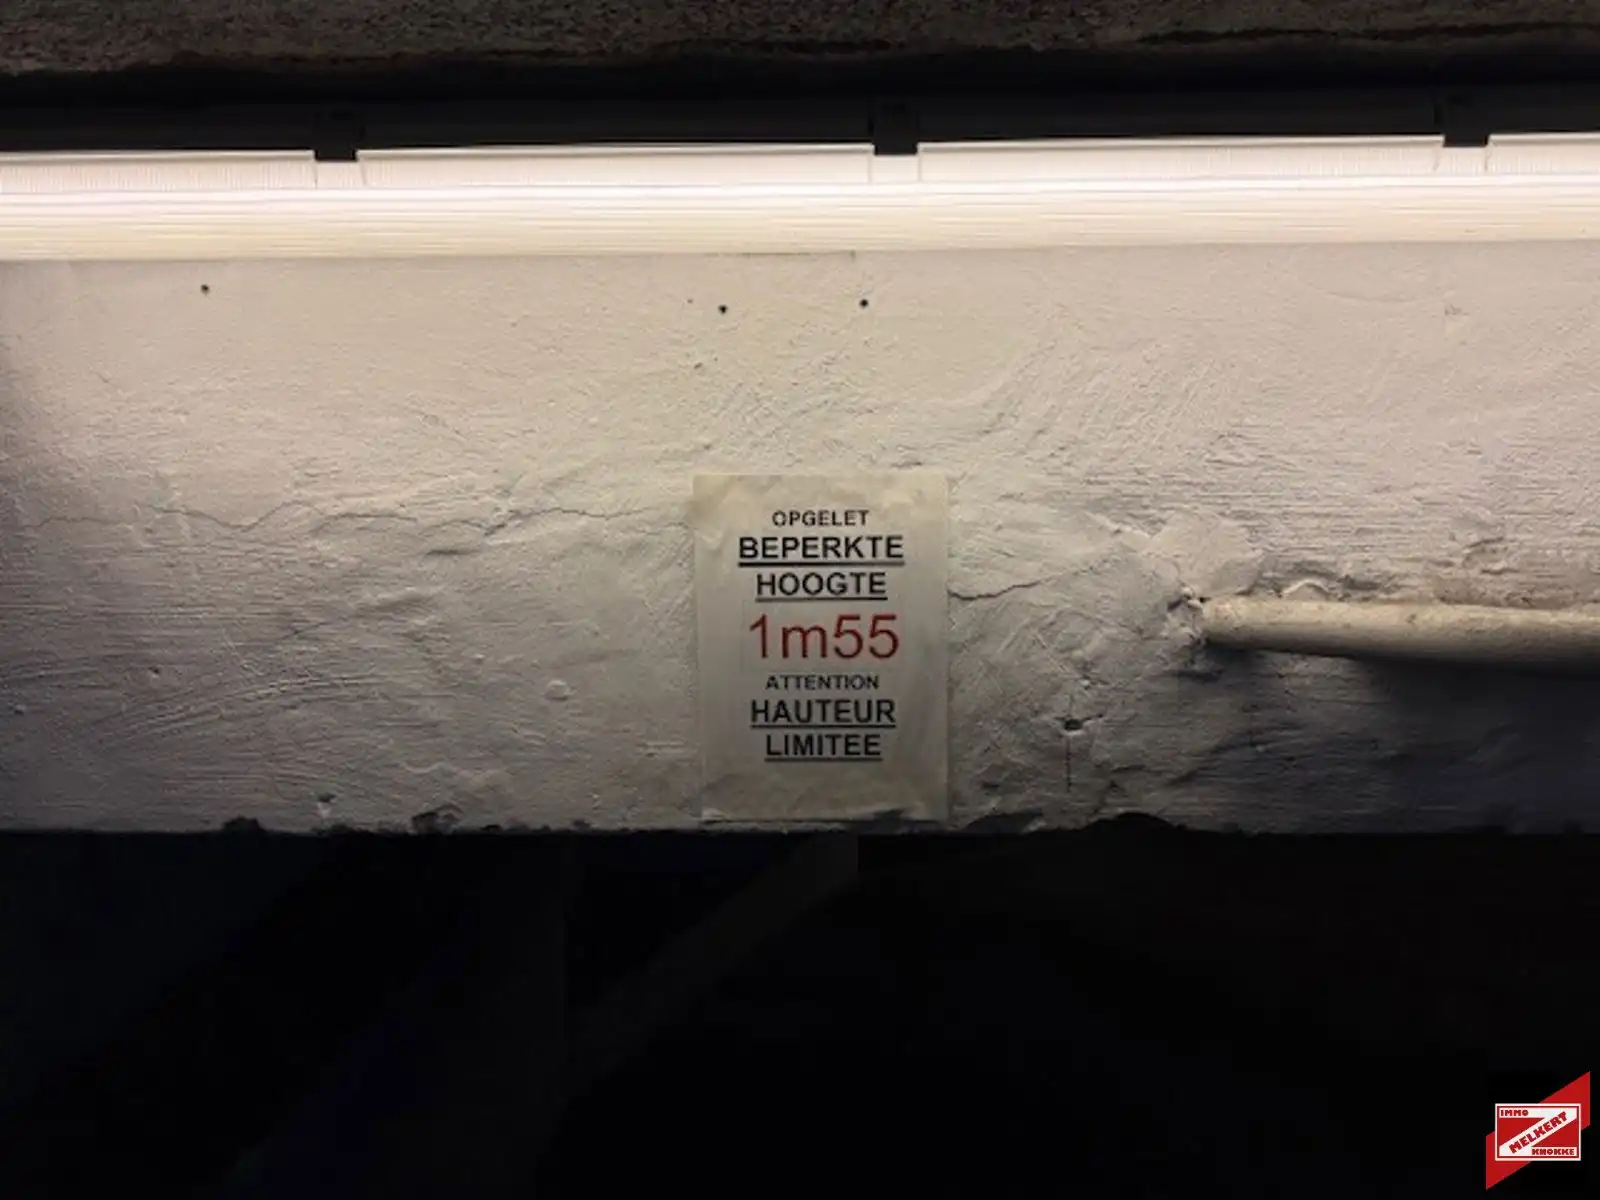 OPGELET
BEPERKTE
HOOGTE
1m55
ATTENTION
HAUTEUR
LIMITEE
IMMO
MELKERT
KNOKKE